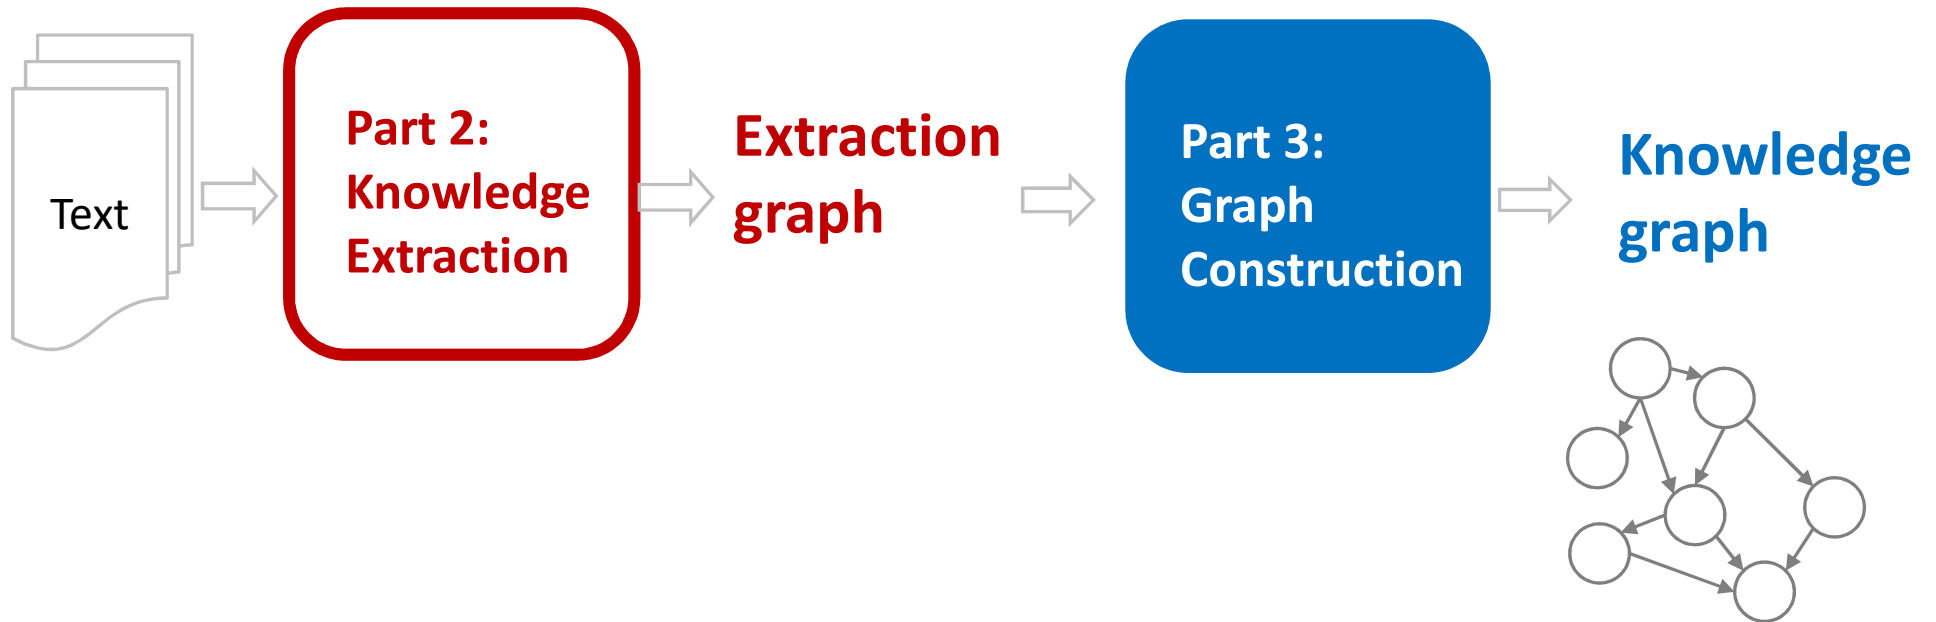 Text
Part 2:
Knowledge
Extraction
Extraction
graph
Part 3:
Graph
Construction
Knowledge
graph